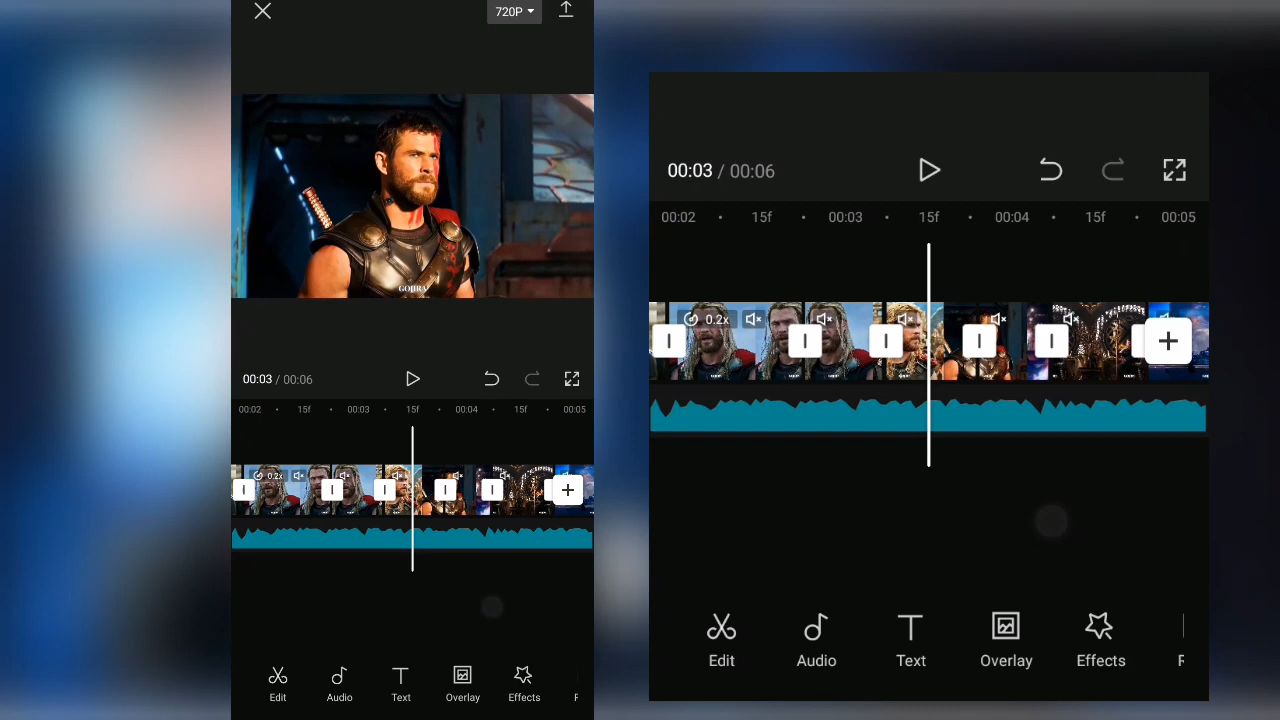 720P
GOJIRA
00:03 / 00:06
00:02 15f 00:03 15f 00:04 15f 00:05
0.2x
Edit Audio Text Overlay Effects
00:03 / 00:06
00:02 15f 00:03 15f 00:04 15f 00:05
0.2x
Edit Audio Text Overlay Effects